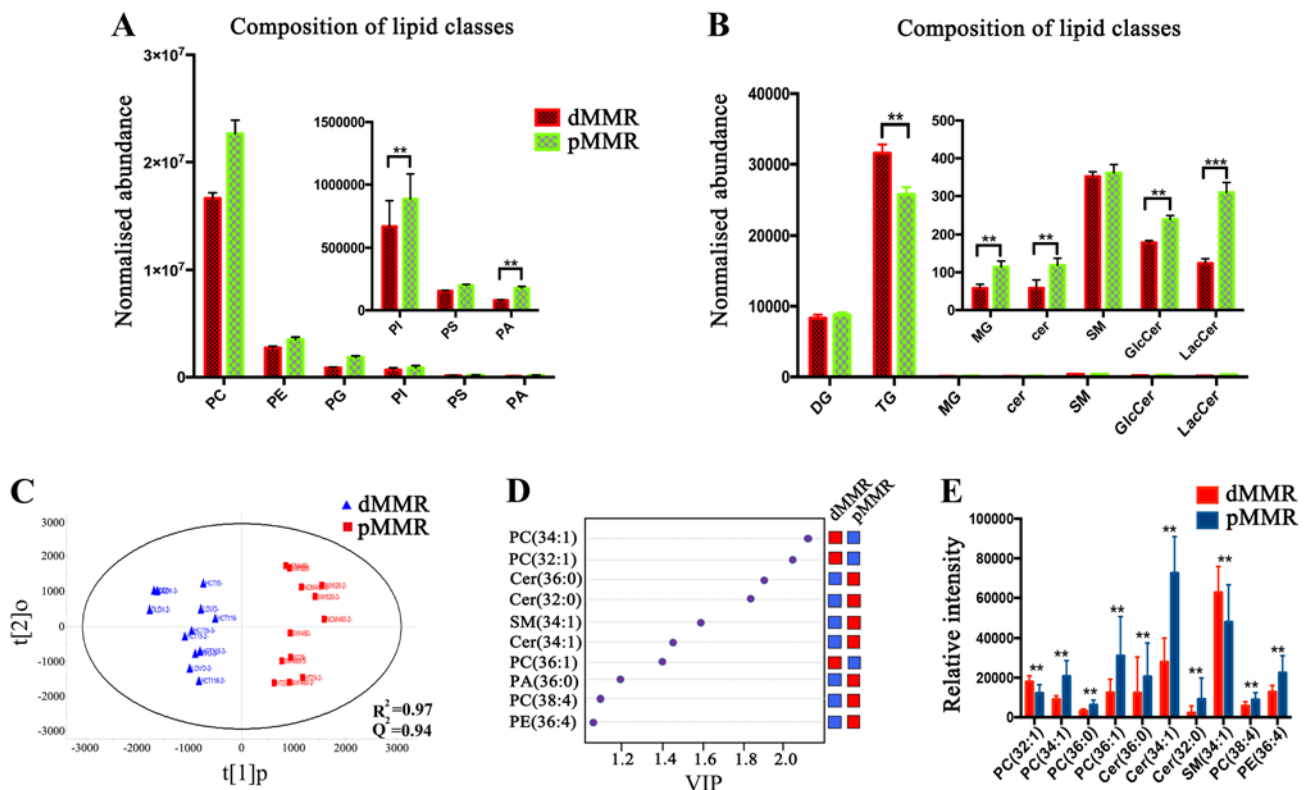 A
Composition of lipid classes
Nonmalised abundance
3×10⁷
2×10⁷
1×10⁷
0
PC
PE
PG
PI
PS
PA
1500000
1000000
500000
0
**
**
PI
PS
PA
dMMR
pMMR
B
Composition of lipid classes
Nonmalised abundance
40000
30000
20000
10000
0
**
DG
TG
MG
cer
SM
GlcCer
LacCer
500
400
300
200
100
0
**
**
**
***
MG
cer
SM
GlcCer
LacCer
C
dMMR
pMMR
t[2]o
3000
2000
1000
0
-1000
-2000
-3000
-3000
-2000
-1000
0
1000
2000
3000
t[1]p
R²=0.97
Q²=0.94
D
dMMR
pMMR
PC(34:1)
PC(32:1)
Cer(36:0)
Cer(32:0)
SM(34:1)
Cer(34:1)
PC(36:1)
PA(36:0)
PC(38:4)
PE(36:4)
1.2
1.4
1.6
1.8
2.0
VIP
E
dMMR
pMMR
Relative intensity
100000
80000
60000
40000
20000
0
**
**
**
**
**
**
**
**
**
**
PC(32:1)
PC(34:1)
PC(36:0)
PC(36:1)
Cer(36:0)
Cer(34:1)
Cer(32:0)
SM(34:1)
PC(38:4)
PE(36:4)